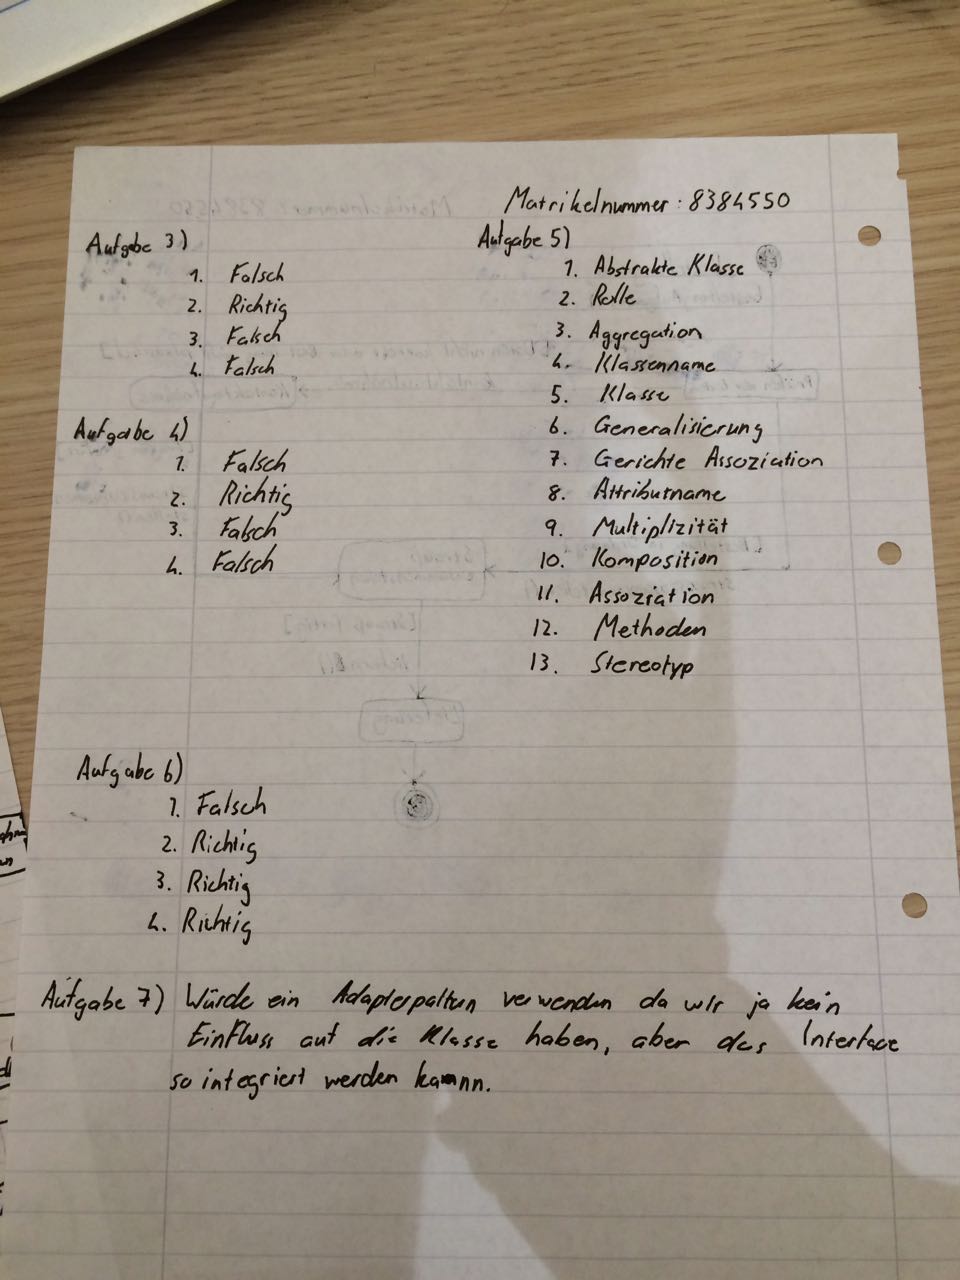 Matrikelnummer: 8384550
Aufgabe 3)
1. Falsch
2. Richtig
3. Falsch
4. Falsch
Aufgabe 4)
1. Falsch
2. Richtig
3. Falsch
4. Falsch
Aufgabe 5)
1. Abstrakte Klasse
2. Rolle
3. Aggregation
4. Klassenname
5. Klasse
6. Generalisierung
7. Gerichte Assoziation
8. Attributname
9. Multiplizität
10. Komposition
11. Assoziation
12. Methoden
13. Stereotyp
Aufgabe 6)
1. Falsch
2. Richtig
3. Richtig
4. Richtig
Aufgabe 7) Würde ein Adapterpattern verwenden da wir ja kein
Einfluss auf die Klasse haben, aber das Interface
so integriert werden kann.